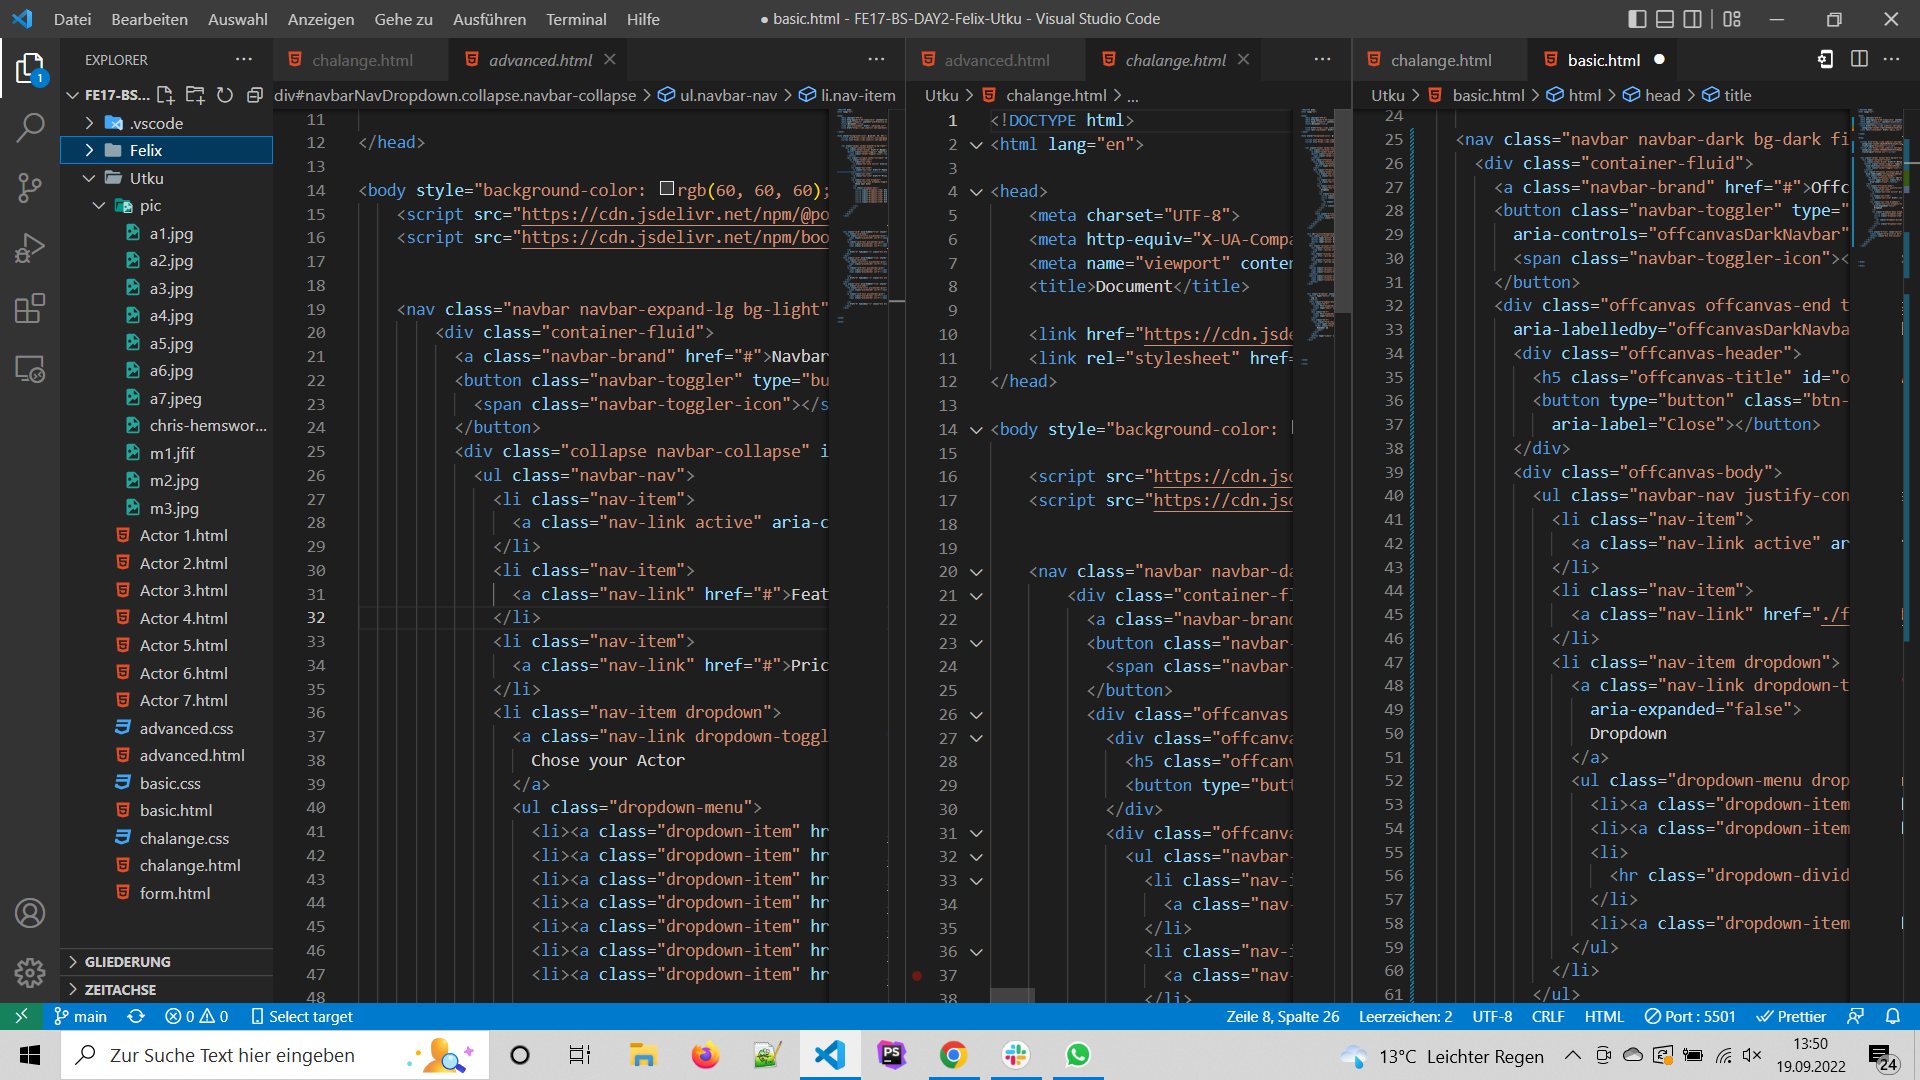 Datei Bearbeiten Auswahl Anzeigen Gehe zu Ausführen Terminal Hilfe
● basic.html - FE17-BS-DAY2-Felix-Utku - Visual Studio Code
EXPLORER
FE17-BS...
.vscode
Felix
Utku
pic
a1.jpg
a2.jpg
a3.jpg
a4.jpg
a5.jpg
a6.jpg
a7.jpeg
chris-hemswor...
m1.jfif
m2.jpg
m3.jpg
Actor 1.html
Actor 2.html
Actor 3.html
Actor 4.html
Actor 5.html
Actor 6.html
Actor 7.html
advanced.css
advanced.html
basic.css
basic.html
chalange.css
chalange.html
form.html
GLIEDERUNG
ZEITACHSE
chalange.html advanced.html
div#navbarNavDropdown.collapse.navbar-collapse > ul.navbar-nav > li.nav-item
11
12 </head>
13
14 <body style="background-color: rgb(60, 60, 60);
15 <script src="https://cdn.jsdelivr.net/npm/@po
16 <script src="https://cdn.jsdelivr.net/npm/boo
17
18
19 <nav class="navbar navbar-expand-lg bg-light"
20 <div class="container-fluid">
21 <a class="navbar-brand" href="#">Navbar
22 <button class="navbar-toggler" type="bu
23 <span class="navbar-toggler-icon"></s
24 </button>
25 <div class="collapse navbar-collapse" i
26 <ul class="navbar-nav">
27 <li class="nav-item">
28 <a class="nav-link active" aria-c
29 </li>
30 <li class="nav-item">
31 <a class="nav-link" href="#">Feat
32 </li>
33 <li class="nav-item">
34 <a class="nav-link" href="#">Pric
35 </li>
36 <li class="nav-item dropdown">
37 <a class="nav-link dropdown-toggl
38 Chose your Actor
39 </a>
40 <ul class="dropdown-menu">
41 <li><a class="dropdown-item" hr
42 <li><a class="dropdown-item" hr
43 <li><a class="dropdown-item" hr
44 <li><a class="dropdown-item" hr
45 <li><a class="dropdown-item" hr
46 <li><a class="dropdown-item" hr
47 <li><a class="dropdown-item" hr
48
advanced.html chalange.html
Utku > chalange.html > ...
1 <!DOCTYPE html>
2 <html lang="en">
3
4 <head>
5 <meta charset="UTF-8">
6 <meta http-equiv="X-UA-Compa
7 <meta name="viewport" conten
8 <title>Document</title>
9
10 <link href="https://cdn.jsde
11 <link rel="stylesheet" href=
12 </head>
13
14 <body style="background-color:
15
16 <script src="https://cdn.jsd
17 <script src="https://cdn.jsd
18
19
20 <nav class="navbar navbar-da
21 <div class="container-fl
22 <a class="navbar-brand
23 <button class="navbar-
24 <span class="navbar-
25 </button>
26 <div class="offcanvas
27 <div class="offcanva
28 <h5 class="offcanv
29 <button type="butt
30 </div>
31 <div class="offcanva
32 <ul class="navbar-
33 <li class="nav-i
34 <a class="nav-
35 </li>
36 <li class="nav-i
37 <a class="nav-
38 </li>
chalange.html basic.html
Utku > basic.html > html > head > title
24
25 <nav class="navbar navbar-dark bg-dark fi
26 <div class="container-fluid">
27 <a class="navbar-brand" href="#">Offc
28 <button class="navbar-toggler" type="
29 aria-controls="offcanvasDarkNavbar"
30 <span class="navbar-toggler-icon"><
31 </button>
32 <div class="offcanvas offcanvas-end t
33 aria-labelledby="offcanvasDarkNavba
34 <div class="offcanvas-header">
35 <h5 class="offcanvas-title" id="o
36 <button type="button" class="btn-
37 aria-label="Close"></button>
38 </div>
39 <div class="offcanvas-body">
40 <ul class="navbar-nav justify-con
41 <li class="nav-item">
42 <a class="nav-link active" ar
43 </li>
44 <li class="nav-item">
45 <a class="nav-link" href="./f
46 </li>
47 <li class="nav-item dropdown">
48 <a class="nav-link dropdown-t
49 aria-expanded="false">
50 Dropdown
51 </a>
52 <ul class="dropdown-menu drop
53 <li><a class="dropdown-item
54 <li><a class="dropdown-item
55 <li>
56 <hr class="dropdown-divid
57 </li>
58 <li><a class="dropdown-item
59 </ul>
60 </li>
61 </ul>
main 0 0 Select target
Zeile 8, Spalte 26 Leerzeichen: 2 UTF-8 CRLF HTML Port : 5501 Prettier
Zur Suche Text hier eingeben
13°C Leichter Regen
13:50
19.09.2022
24